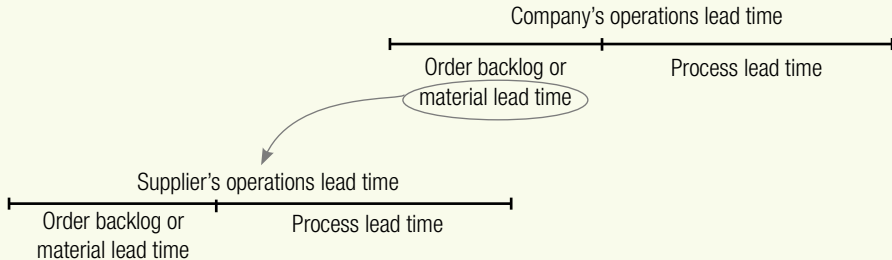 Company's operations lead time
Order backlog or
material lead time
Process lead time
Supplier's operations lead time
Order backlog or
material lead time
Process lead time